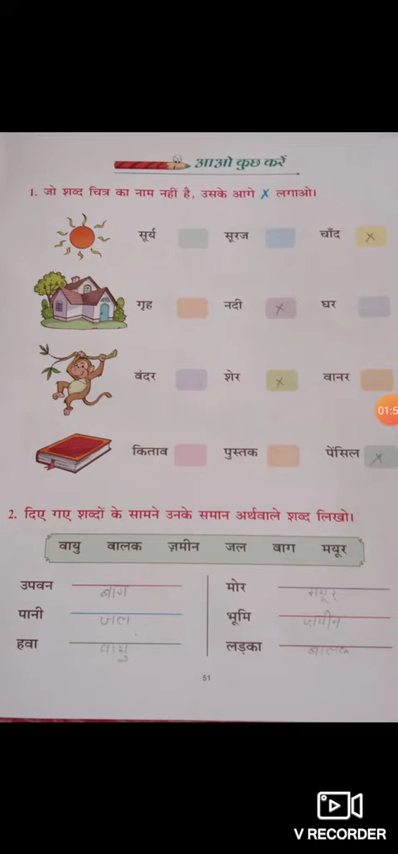 आओ कुछ करें
1. जो शब्द चित्र का नाम नहीं है, उसके आगे ✗ लगाओ।
सूर्य सूरज चाँद ✗
गृह नदी ✗ घर
बंदर शेर ✗ वानर
01:5
किताब पुस्तक पेंसिल ✗
2. दिए गए शब्दों के सामने उनके समान अर्थवाले शब्द लिखो।
वायु बालक ज़मीन जल बाग मयूर
उपवन बाग मोर मयूर
पानी जल भूमि जमीन
हवा वायु लड़का बालक
51
V RECORDER